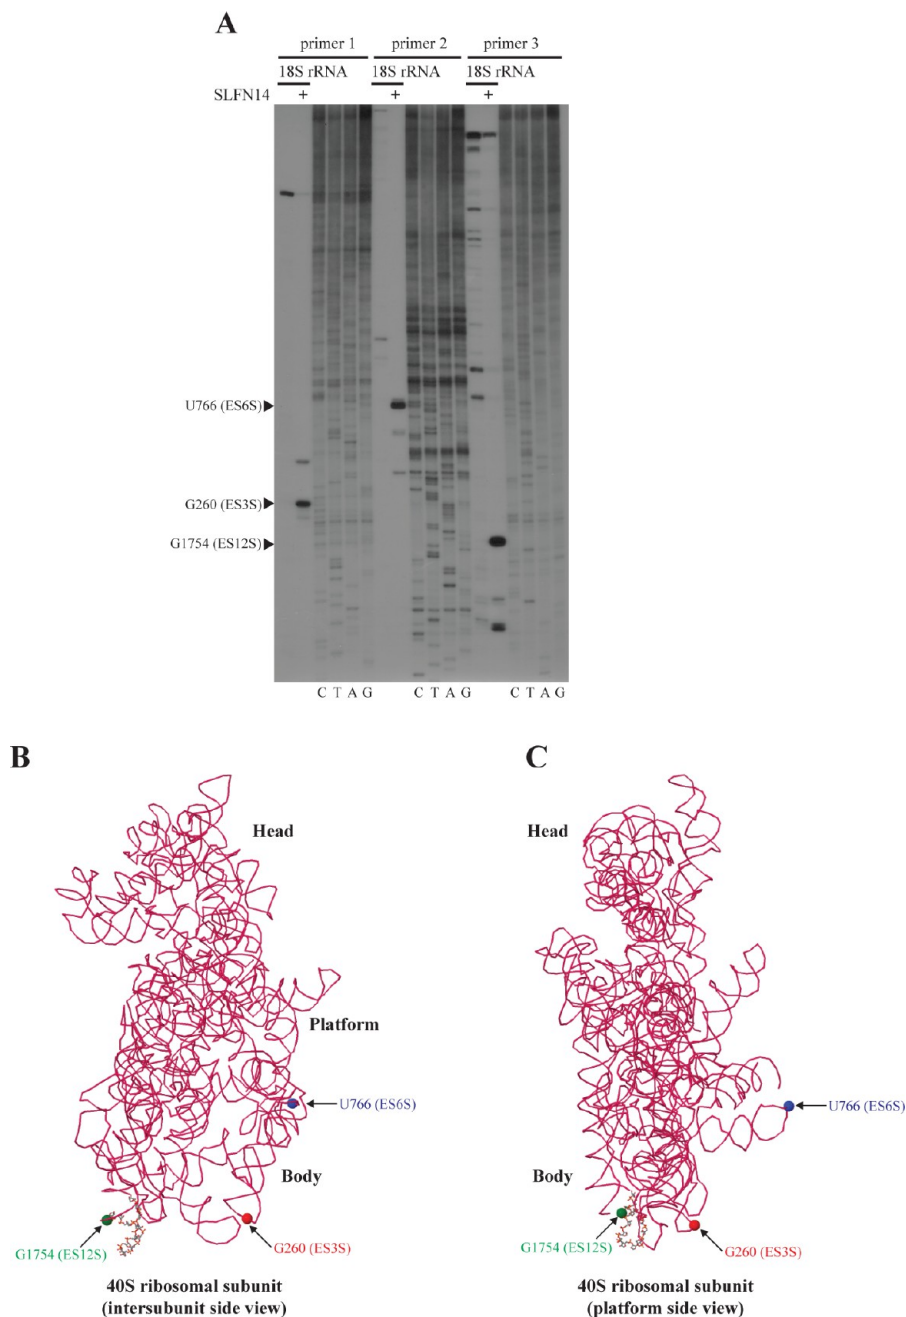 A
primer 1 primer 2 primer 3
18S rRNA 18S rRNA 18S rRNA
SLFN14 + + +
U766 (ES6S)
G260 (ES3S)
G1754 (ES12S)
C T A G C T A G C T A G
B
Head
Platform
U766 (ES6S)
Body
G1754 (ES12S)
G260 (ES3S)
40S ribosomal subunit
(intersubunit side view)
C
Head
U766 (ES6S)
Body
G1754 (ES12S)
G260 (ES3S)
40S ribosomal subunit
(platform side view)